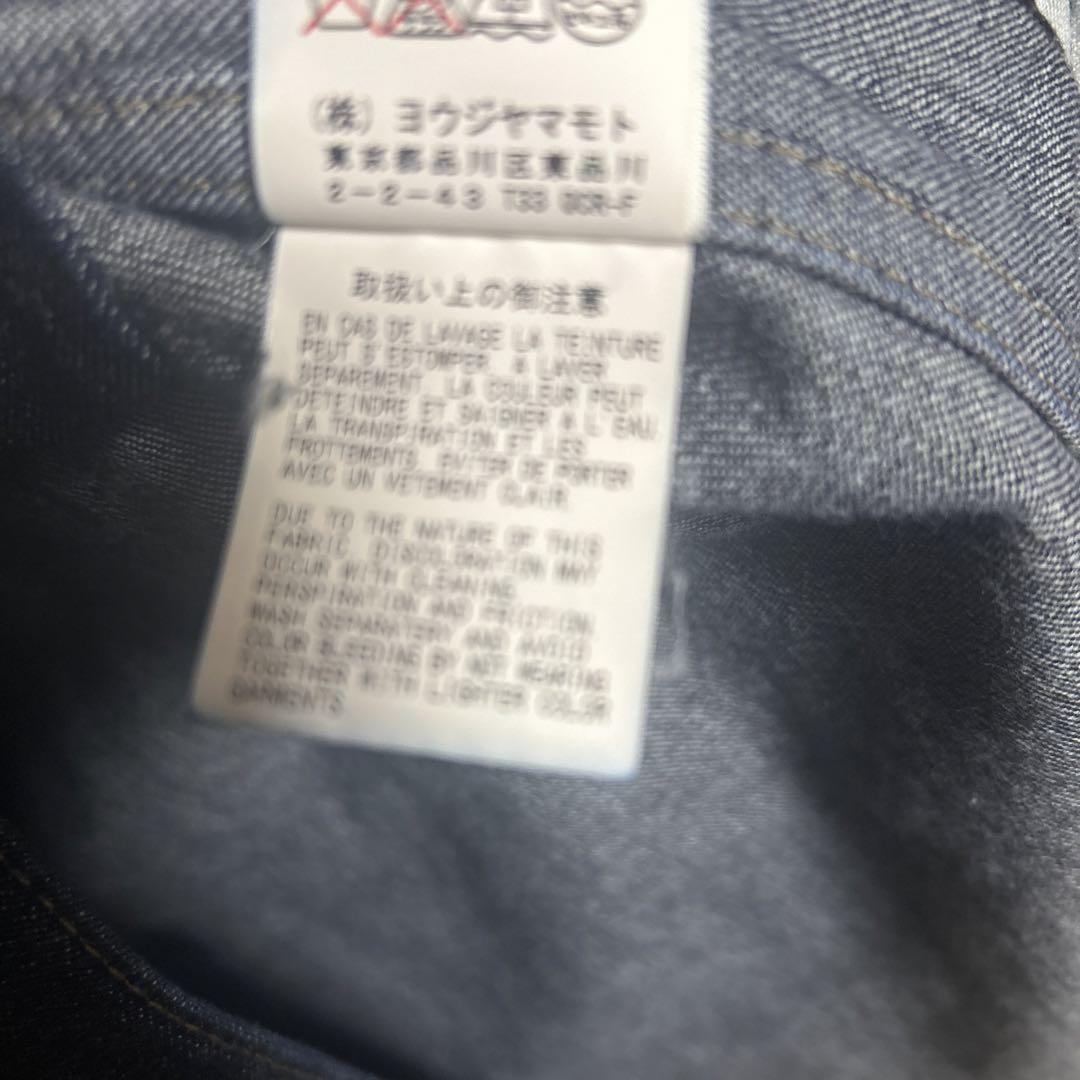 (株) ヨウジヤマモト
東京都品川区東品川
2-2-43 T33 OCR-F
取扱い上の御注意
EN CAS DE LAVAGE LA TEINTURE
PEUT S'ESTOMPER. A LAVER
SEPAREMENT. LA COULEUR PEUT
DETEINDRE ET SAIGNER A L'EAU,
LA TRANSPIRATION ET LES
FROTTEMENTS. EVITER DE PORTER
AVEC UN VETEMENT CLAIR.
DUE TO THE NATURE OF THIS
FABRIC, DISCOLORATION MAY
OCCUR WITH CLEANING,
PERSPIRATION AND FRICTION.
WASH SEPARATERY AND AVOID
COLOR BLEEDING BY NOT WEARING
TOGETHER WITH LIGHTER COLOR
GARMENTS